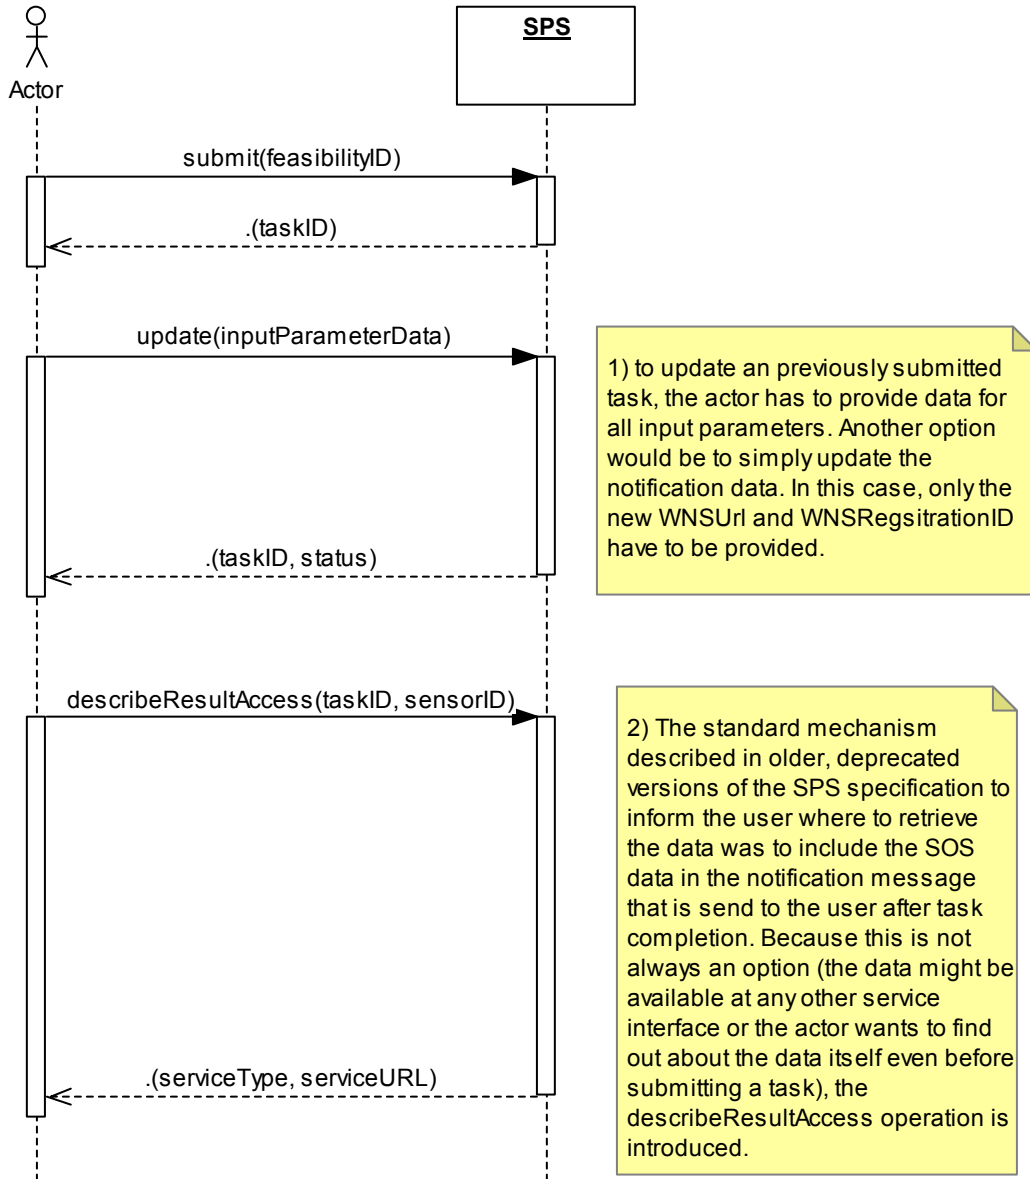 SPS
Actor
submit(feasibilityID)
.(taskID)
update(inputParameterData)
1) to update an previously submitted
task, the actor has to provide data for
all input parameters. Another option
would be to simply update the
notification data. In this case, only the
new WNSUrl and WNSRegsitrationID
have to be provided.
.(taskID, status)
describeResultAccess(taskID, sensorID)
2) The standard mechanism
described in older, deprecated
versions of the SPS specification to
inform the user where to retrieve
the data was to include the SOS
data in the notification message
that is send to the user after task
completion. Because this is not
always an option (the data might be
available at any other service
interface or the actor wants to find
out about the data itself even before
submitting a task), the
describeResultAccess operation is
introduced.
.(serviceType, serviceURL)